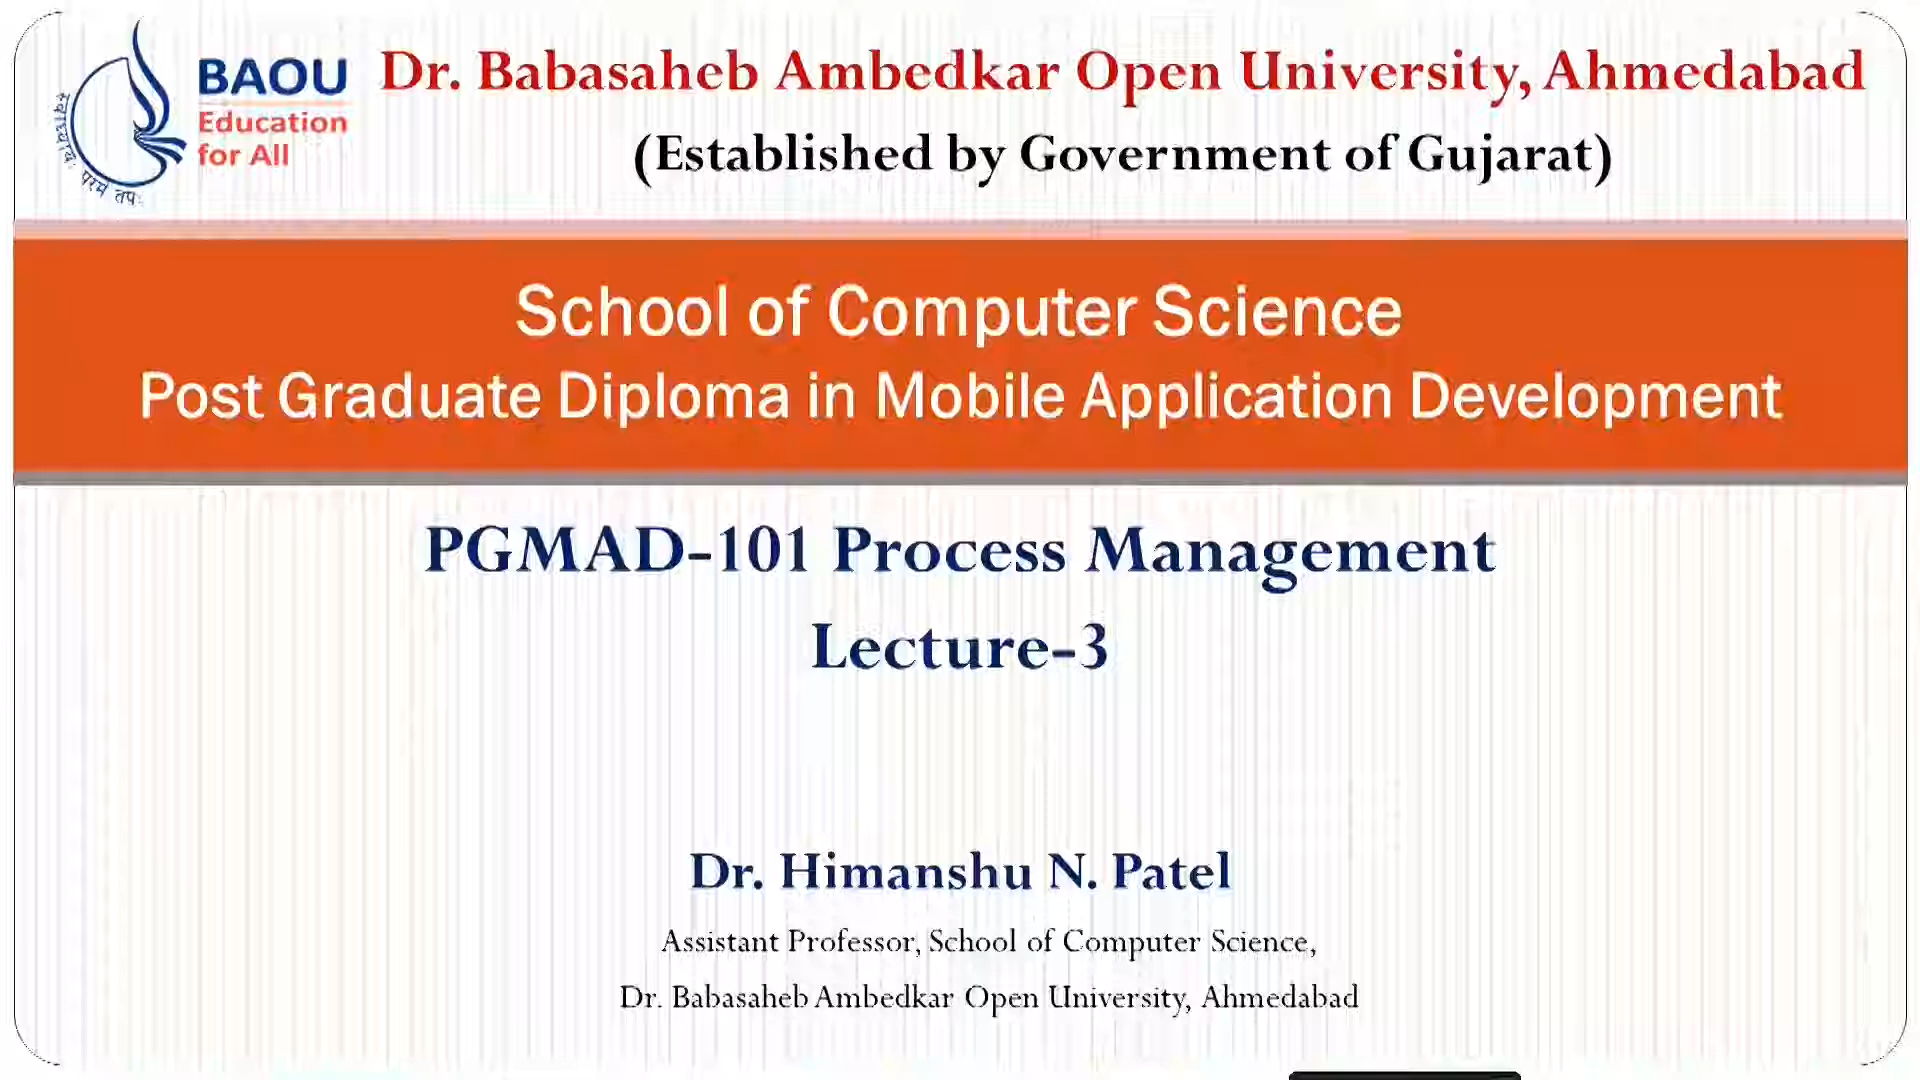 स्वाध्यायः परमं तपः
BAOU
Education
for All
Dr. Babasaheb Ambedkar Open University, Ahmedabad
(Established by Government of Gujarat)
School of Computer Science
Post Graduate Diploma in Mobile Application Development
PGMAD-101 Process Management
Lecture-3
Dr. Himanshu N. Patel
Assistant Professor, School of Computer Science,
Dr. Babasaheb Ambedkar Open University, Ahmedabad